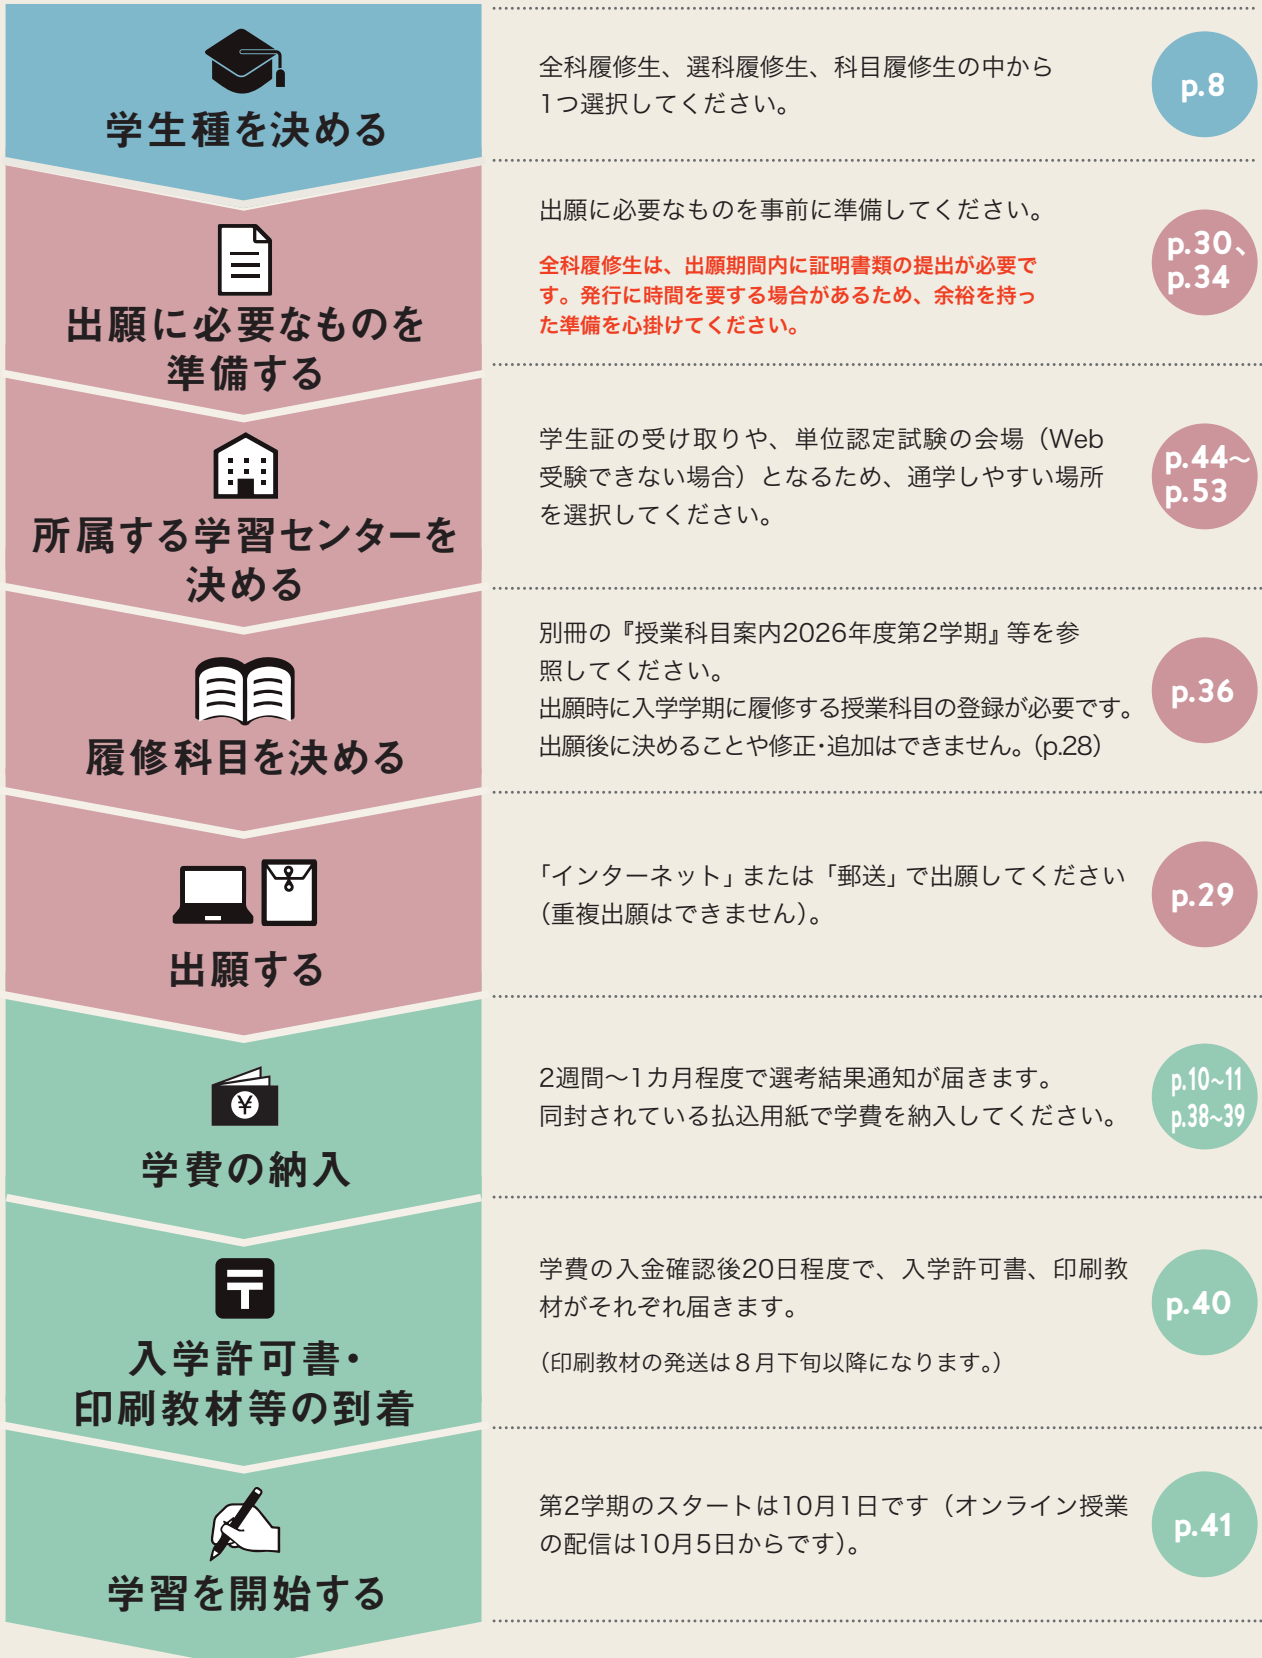 学生種を決める
全科履修生、選科履修生、科目履修生の中から
1つ選択してください。
p.8
出願に必要なものを
準備する
出願に必要なものを事前に準備してください。
全科履修生は、出願期間内に証明書類の提出が必要で
す。発行に時間を要する場合があるため、余裕を持っ
た準備を心掛けてください。
p.30、
p.34
所属する学習センターを
決める
学生証の受け取りや、単位認定試験の会場（Web
受験できない場合）となるため、通学しやすい場所
を選択してください。
p.44～
p.53
履修科目を決める
別冊の『授業科目案内2026年度第2学期』等を参
照してください。
出願時に入学学期に履修する授業科目の登録が必要です。
出願後に決めることや修正・追加はできません。(p.28)
p.36
出願する
「インターネット」または「郵送」で出願してください
（重複出願はできません）。
p.29
¥
学費の納入
2週間～1カ月程度で選考結果通知が届きます。
同封されている払込用紙で学費を納入してください。
p.10~11
p.38~39
〒
入学許可書・
印刷教材等の到着
学費の入金確認後20日程度で、入学許可書、印刷教
材がそれぞれ届きます。
（印刷教材の発送は８月下旬以降になります。）
p.40
学習を開始する
第2学期のスタートは10月1日です（オンライン授業
の配信は10月5日からです）。
p.41